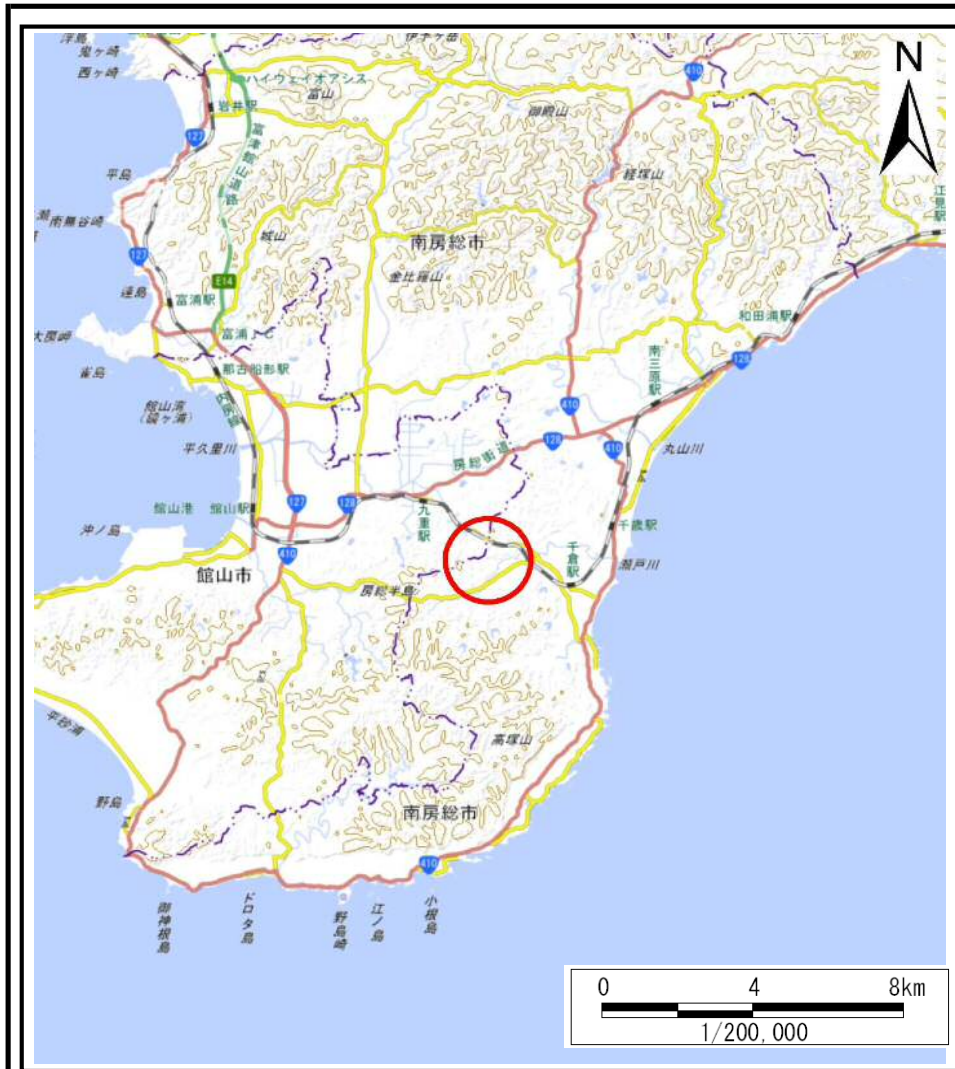 浮島
鬼ヶ崎
西ヶ崎
伊予ヶ岳
300
410
N
ハイウェイオアシス
富山
岩井駅
127
御殿山
富津館山道路
平島
経塚山
江見駅
南無谷崎
城山
南房総市
127
金比羅山
E14
達島
富浦駅
大房岬
富浦JC
和田浦駅
雀島
那古船形駅
南三原駅
128
館山湾
(鏡ヶ浦)
内房線
410
平久里川
128
410
丸山川
房総街道
館山港
館山駅
127
128
九重駅
沖ノ島
千歳駅
410
千倉駅
瀬戸川
館山市
房総半島
100
平砂浦
高塚山
野島
南房総市
410
御神根島
ドロタ島
野島崎
江ノ島
小根島
0 4 8km
1/200,000